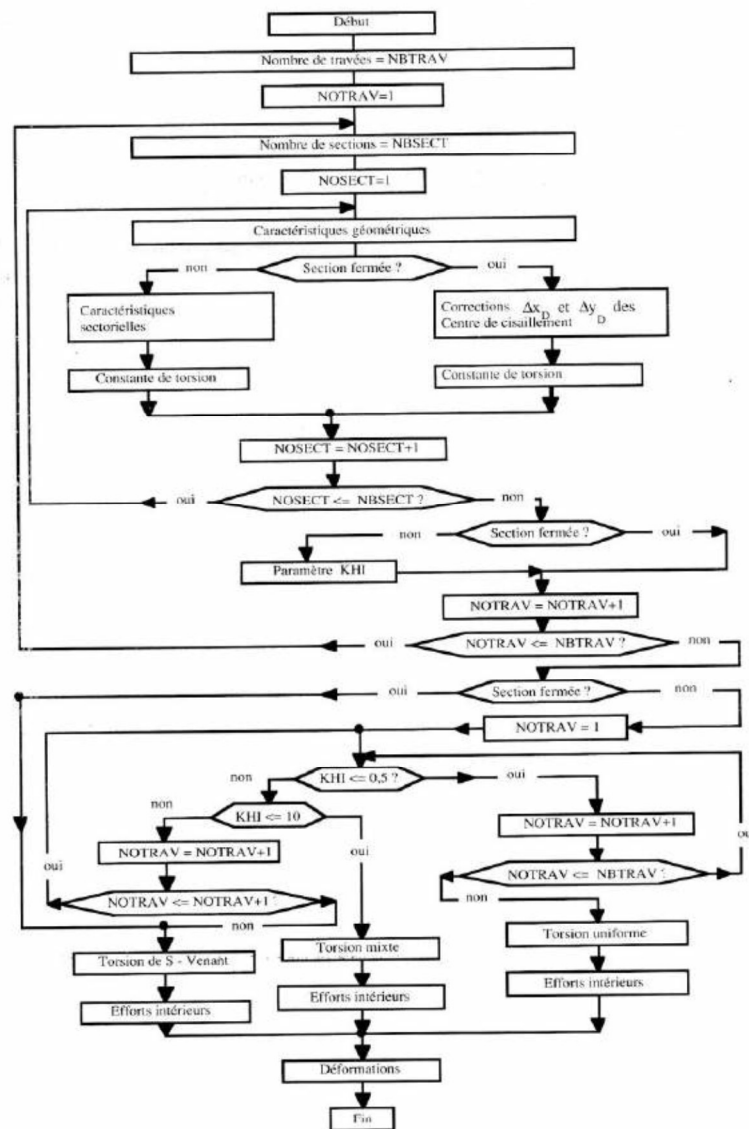 Début
Nombre de travées = NBTRAV
NOTRAV=1
Nombre de sections = NBSECT
NOSECT=1
Caractéristiques géométriques
non
Section fermée ?
oui
Caractéristiques
sectorielles
Corrections ΔxD et ΔyD des
Centre de cisaillement
Constante de torsion
Constante de torsion
NOSECT = NOSECT+1
oui
NOSECT <= NBSECT ?
non
non
Section fermée ?
oui
Paramètre KHI
NOTRAV = NOTRAV+1
oui
NOTRAV <= NBTRAV ?
non
oui
Section fermée ?
non
NOTRAV = 1
non
KHI <= 0,5 ?
oui
non
KHI <= 10
NOTRAV = NOTRAV+1
NOTRAV = NOTRAV+1
oui
oui
oui
NOTRAV <= NBTRAV ?
NOTRAV <= NOTRAV+1 ?
non
non
Torsion mixte
Torsion uniforme
Torsion de S - Venant
Efforts intérieurs
Efforts intérieurs
Efforts intérieurs
Déformations
Fin